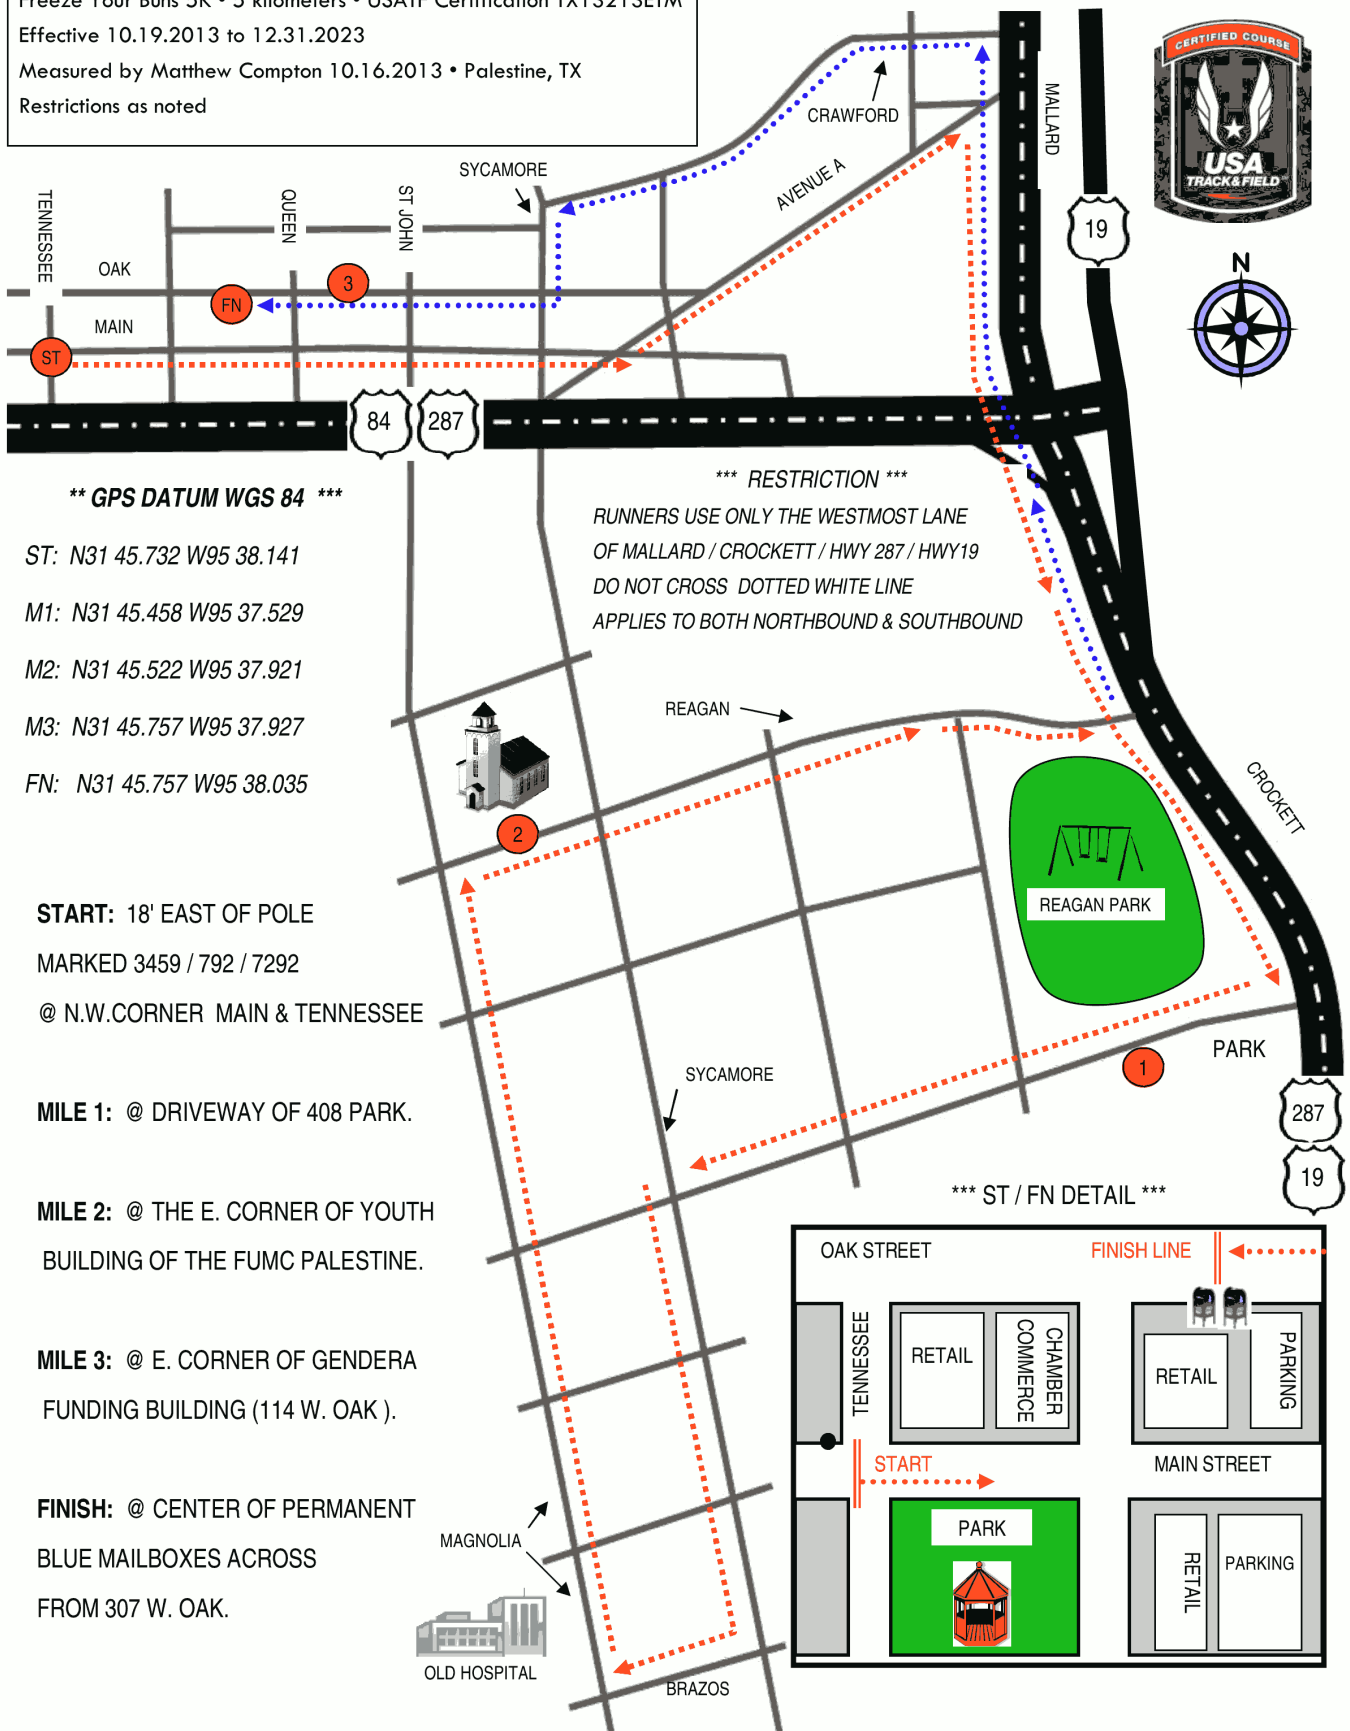 Freeze Your Buns 5K • 5 kilometers • USATF Certification TX13213ETM
Effective 10.19.2013 to 12.31.2023
Measured by Matthew Compton 10.16.2013 • Palestine, TX
Restrictions as noted
CERTIFIED COURSE
USA
TRACK & FIELD
MALLARD
CRAWFORD
SYCAMORE
AVENUE A
TENNESSEE
QUEEN
ST JOHN
19
N
OAK
3
FN
MAIN
ST
84
287
** GPS DATUM WGS 84 ***
ST: N31 45.732 W95 38.141
M1: N31 45.458 W95 37.529
M2: N31 45.522 W95 37.921
M3: N31 45.757 W95 37.927
FN: N31 45.757 W95 38.035
*** RESTRICTION ***
RUNNERS USE ONLY THE WESTMOST LANE
OF MALLARD / CROCKETT / HWY 287 / HWY19
DO NOT CROSS DOTTED WHITE LINE
APPLIES TO BOTH NORTHBOUND & SOUTHBOUND
REAGAN
CROCKETT
2
REAGAN PARK
START: 18' EAST OF POLE
MARKED 3459 / 792 / 7292
@ N.W.CORNER MAIN & TENNESSEE
PARK
1
SYCAMORE
287
19
MILE 1: @ DRIVEWAY OF 408 PARK.
MILE 2: @ THE E. CORNER OF YOUTH
BUILDING OF THE FUMC PALESTINE.
MILE 3: @ E. CORNER OF GENDERA
FUNDING BUILDING (114 W. OAK ).
FINISH: @ CENTER OF PERMANENT
BLUE MAILBOXES ACROSS
FROM 307 W. OAK.
MAGNOLIA
OLD HOSPITAL
BRAZOS
*** ST / FN DETAIL ***
OAK STREET
FINISH LINE
TENNESSEE
RETAIL
CHAMBER
COMMERCE
RETAIL
PARKING
START
MAIN STREET
PARK
RETAIL
PARKING